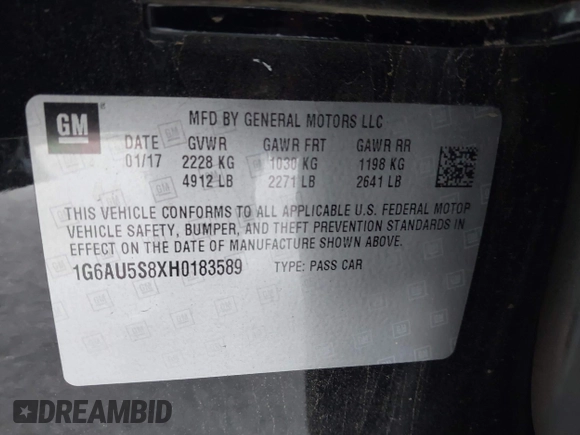 GM
MFD BY GENERAL MOTORS LLC
DATE GVWR GAWR FRT GAWR RR
01/17 2228 KG 1030 KG 1198 KG
4912 LB 2271 LB 2641 LB
THIS VEHICLE CONFORMS TO ALL APPLICABLE U.S. FEDERAL MOTOR
VEHICLE SAFETY, BUMPER, AND THEFT PREVENTION STANDARDS IN
EFFECT ON THE DATE OF MANUFACTURE SHOWN ABOVE.
1G6AU5S8XH0183589 TYPE: PASS CAR
DREAMBID